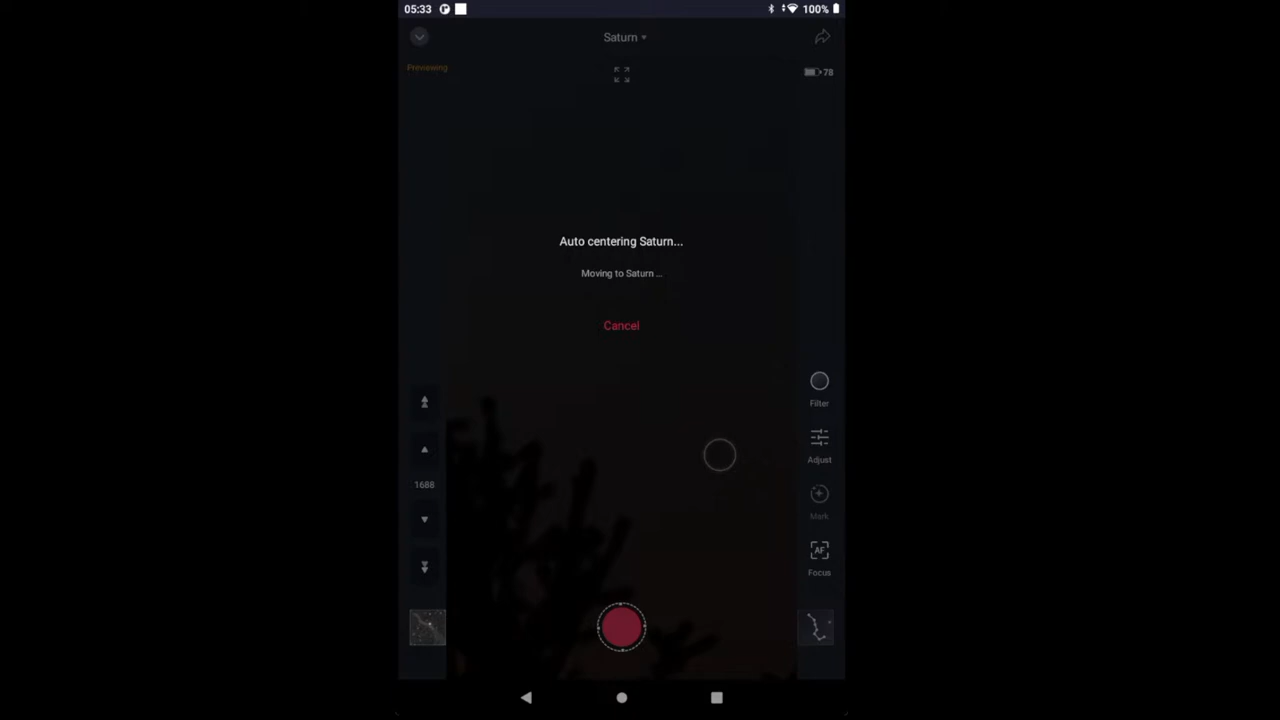 05:33
100%
Saturn
Previewing
78
Auto centering Saturn...
Moving to Saturn ...
Cancel
Filter
Adjust
1688
Mark
AF
Focus